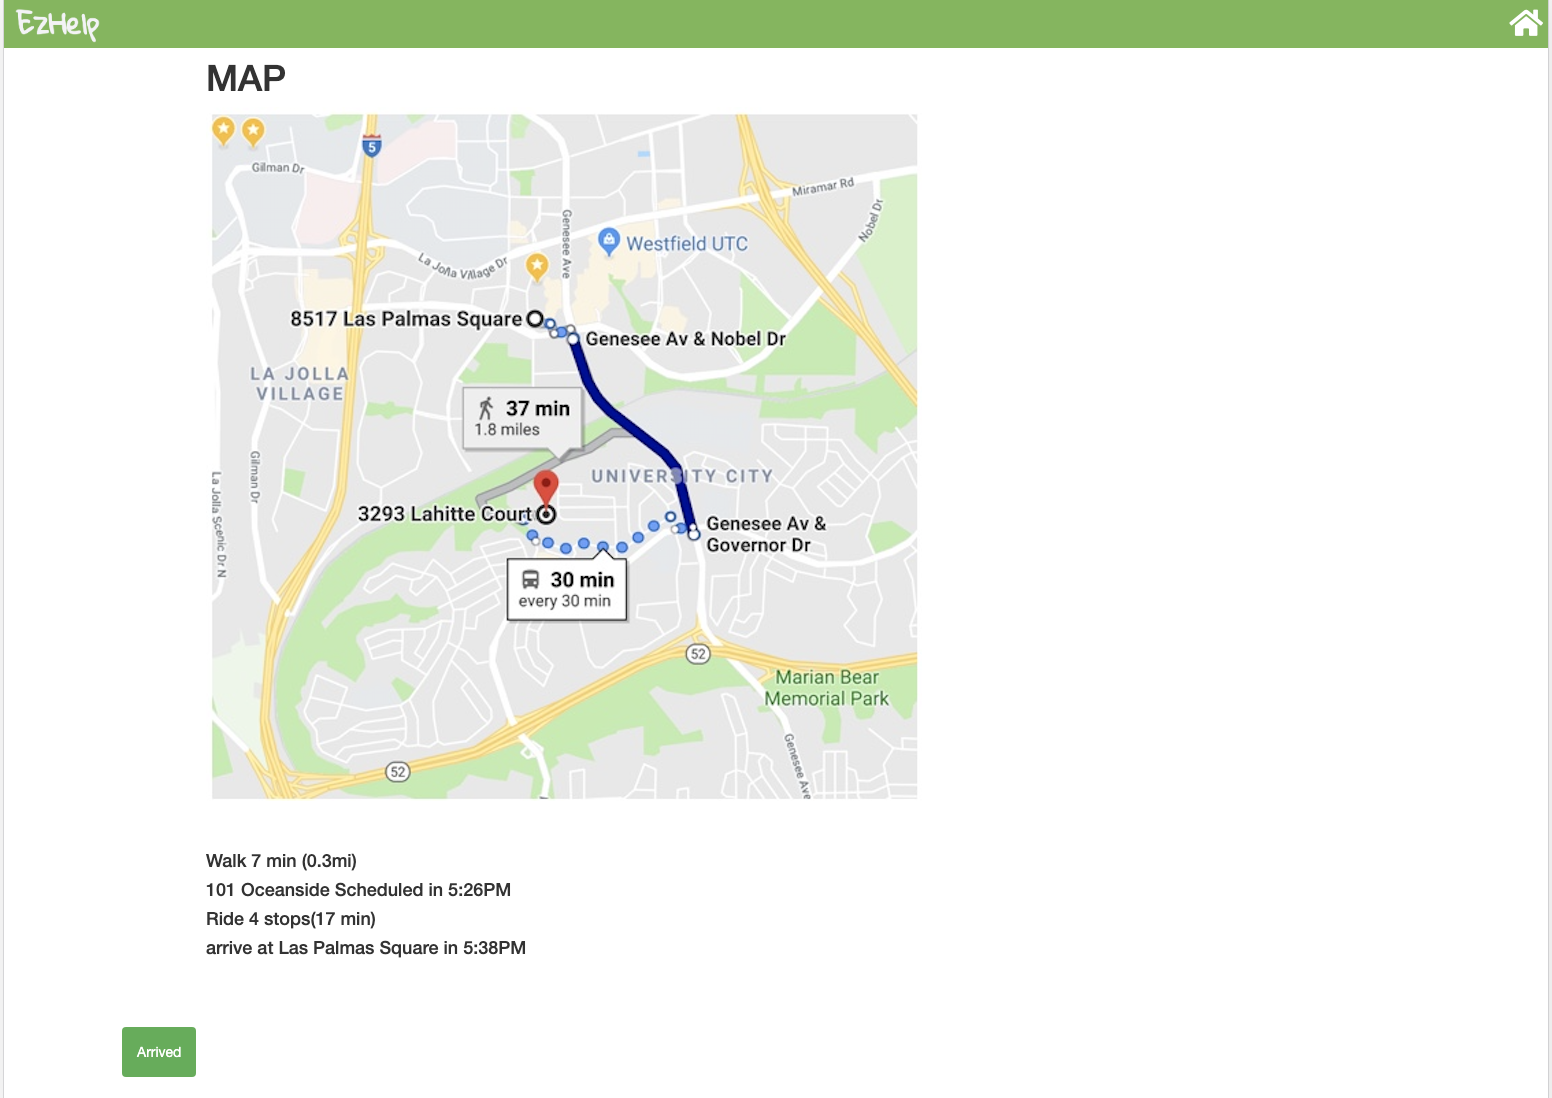 EzHelp
MAP
5
Gilman Dr
Miramar Rd
Nobel Dr
Genesee Ave
Westfield UTC
La Jolla Village Dr
8517 Las Palmas Square
Genesee Av & Nobel Dr
LA JOLLA
VILLAGE
37 min
1.8 miles
Gilman Dr
La Jolla Scenic Dr N
UNIVERSITY CITY
3293 Lahitte Court
Genesee Av &
Governor Dr
30 min
every 30 min
52
Marian Bear
Memorial Park
Genesee Ave
52
Walk 7 min (0.3mi)
101 Oceanside Scheduled in 5:26PM
Ride 4 stops(17 min)
arrive at Las Palmas Square in 5:38PM
Arrived